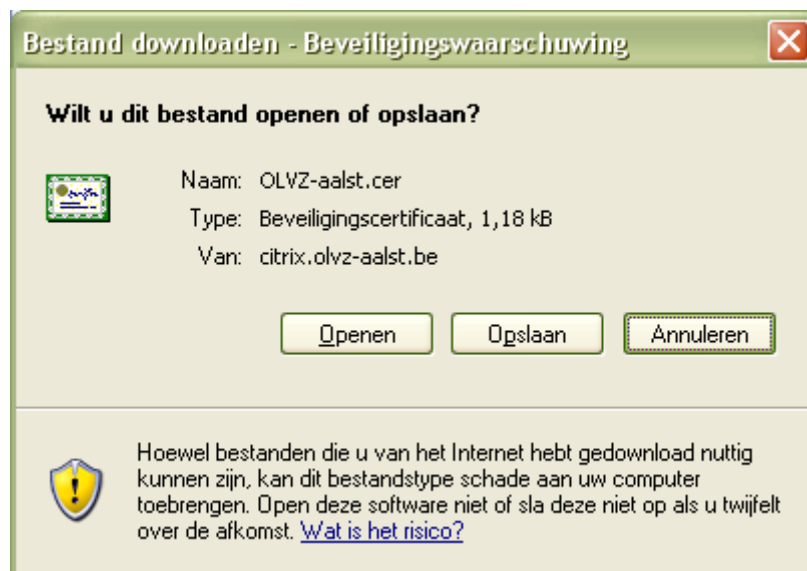 Bestand downloaden - Beveiligingswaarschuwing
Wilt u dit bestand openen of opslaan?
Naam: OLVZ-aalst.cer
Type: Beveiligingscertificaat, 1,18 kB
Van: citrix.olvz-aalst.be
Openen Opslaan Annuleren
Hoewel bestanden die u van het Internet hebt gedownload nuttig
kunnen zijn, kan dit bestandstype schade aan uw computer
toebrengen. Open deze software niet of sla deze niet op als u twijfelt
over de afkomst. Wat is het risico?